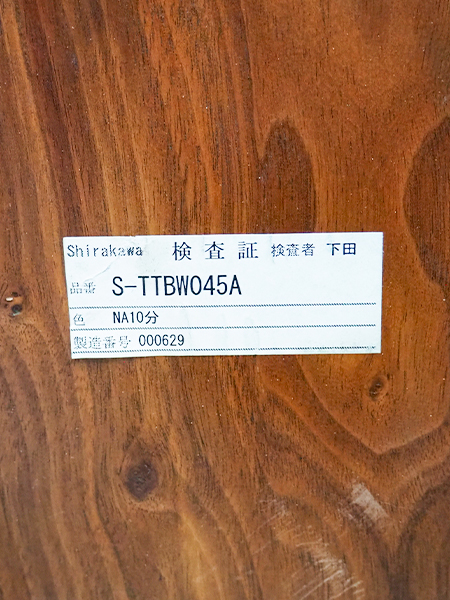 Shirakawa 検査証 検査者 下田
品番 S-TTBW045A
色 NA10分
製造番号 000629